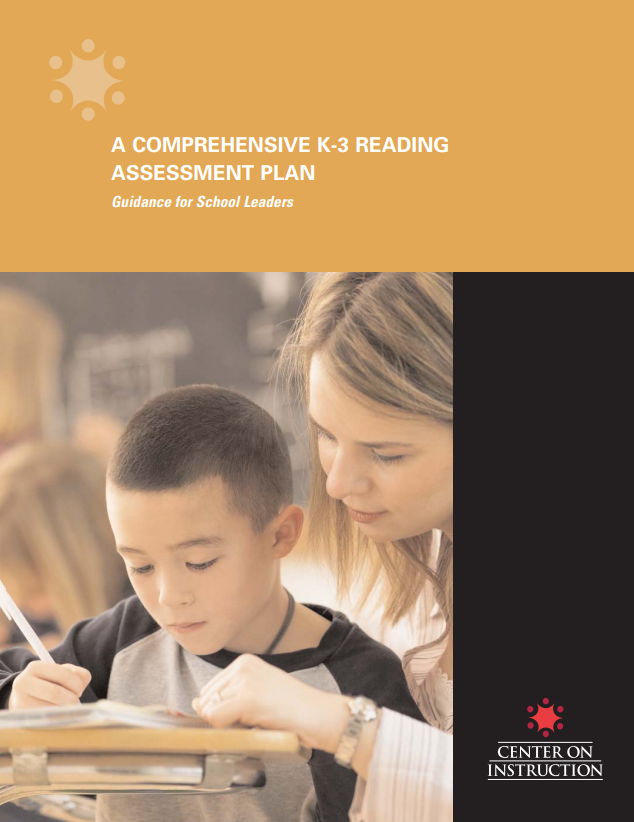 A COMPREHENSIVE K-3 READING
ASSESSMENT PLAN
Guidance for School Leaders
CENTER ON
INSTRUCTION